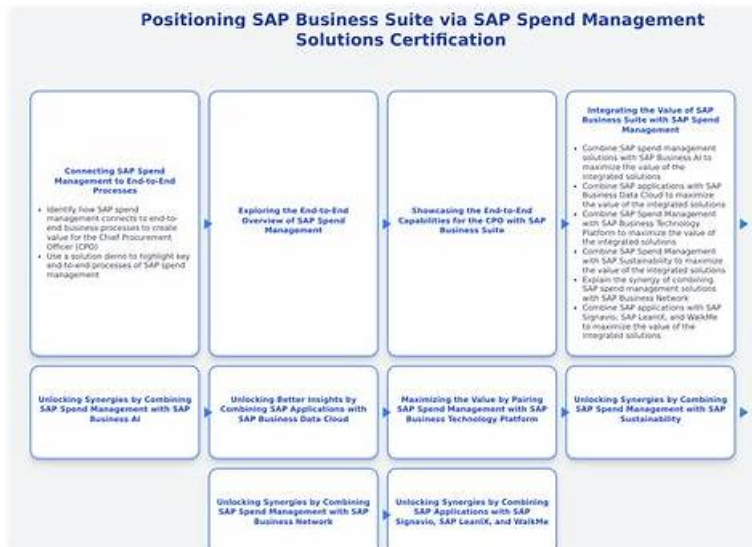 Positioning SAP Business Suite via SAP Spend Management
Solutions Certification
Connecting SAP Spend
Management to End-to-End
Processes
• Identify how SAP spend
management connects to end-to-
end business processes to create
value for the Chief Procurement
Officer (CPO)
• Use a solution demo to highlight key
end-to-end processes of SAP spend
management
Exploring the End-to-End
Overview of SAP Spend
Management
Showcasing the End-to-End
Capabilities for the CPO with SAP
Business Suite
Integrating the Value of SAP
Business Suite with SAP Spend
Management
• Combine SAP spend management
solutions with SAP Business AI to
maximize the value of the
integrated solutions
• Combine SAP applications with SAP
Business Data Cloud to maximize
the value of the integrated solutions
• Combine SAP Spend Management
with SAP Business Technology
Platform to maximize the value of
the integrated solutions
• Combine SAP Spend Management
with SAP Sustainability to maximize
the value of the integrated solutions
• Explain the synergy of combining
SAP spend management solutions
with SAP Business Network
• Combine SAP applications with SAP
Signavio, SAP LeanIX, and WalkMe
to maximize the value of the
integrated solutions
Unlocking Synergies by Combining
SAP Spend Management with SAP
Business AI
Unlocking Better Insights by
Combining SAP Applications with
SAP Business Data Cloud
Maximizing the Value by Pairing
SAP Spend Management with SAP
Business Technology Platform
Unlocking Synergies by Combining
SAP Spend Management with SAP
Sustainability
Unlocking Synergies by Combining
SAP Spend Management with SAP
Business Network
Unlocking Synergies by Combining
SAP Applications with SAP
Signavio, SAP LeanIX, and WalkMe